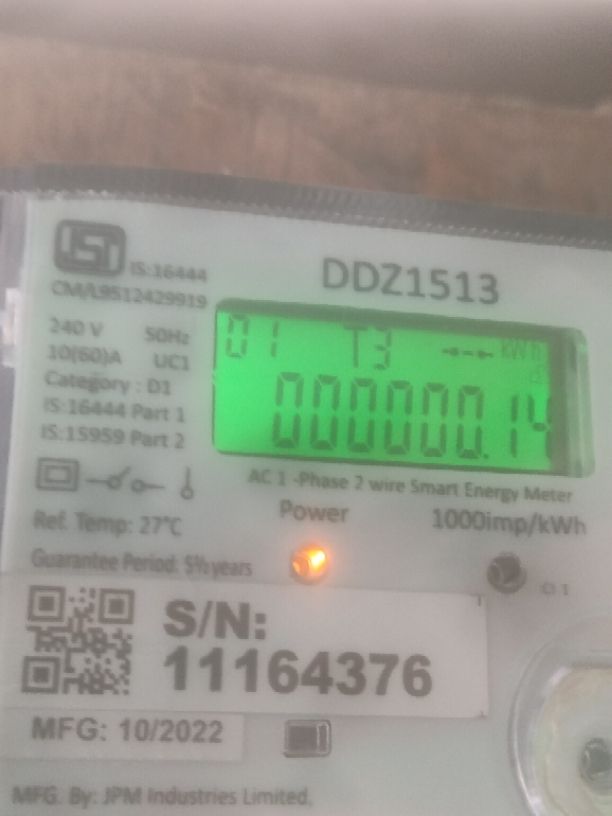 ISI
IS:16444
CM/L9512429919
DDZ1513
240 V 50Hz
10(60)A UC1
Category : D1
IS:16444 Part 1
IS:15959 Part 2
01 T3 kWh
000000.14
AC 1 -Phase 2 wire Smart Energy Meter
Ref. Temp: 27°C
Power
1000imp/kWh
Guarantee Period: 5½ years
S/N:
11164376
MFG: 10/2022
MFG. By: JPM Industries Limited.